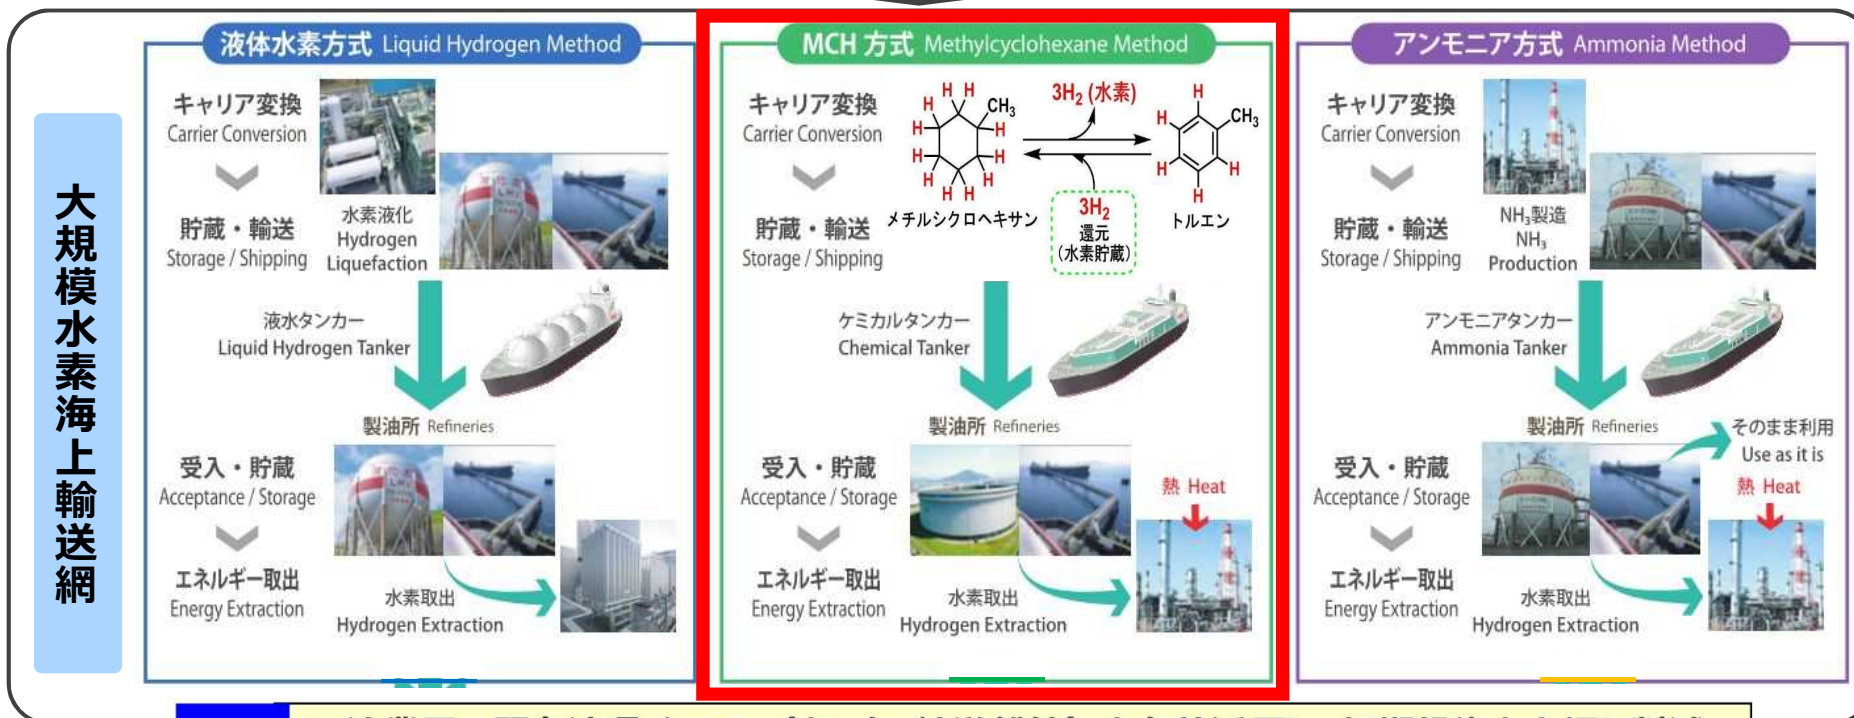 大規模水素海上輸送網
液体水素方式 Liquid Hydrogen Method
キャリア変換
Carrier Conversion
貯蔵・輸送
Storage / Shipping
水素液化
Hydrogen
Liquefaction
液水タンカー
Liquid Hydrogen Tanker
製油所 Refineries
受入・貯蔵
Acceptance / Storage
エネルギー取出
Energy Extraction
水素取出
Hydrogen Extraction
MCH 方式 Methylcyclohexane Method
キャリア変換
Carrier Conversion
貯蔵・輸送
Storage / Shipping
H H
H CH₃
H H
H H
H H
H H
メチルシクロヘキサン
3H₂ (水素)
3H₂
還元
(水素貯蔵)
H
H CH₃
H H
H
トルエン
ケミカルタンカー
Chemical Tanker
製油所 Refineries
受入・貯蔵
Acceptance / Storage
熱 Heat
エネルギー取出
Energy Extraction
水素取出
Hydrogen Extraction
アンモニア方式 Ammonia Method
キャリア変換
Carrier Conversion
貯蔵・輸送
Storage / Shipping
NH₃製造
NH₃
Production
アンモニアタンカー
Ammonia Tanker
製油所 Refineries
そのまま利用
Use as it is
受入・貯蔵
Acceptance / Storage
熱 Heat
エネルギー取出
Energy Extraction
水素取出
Hydrogen Extraction